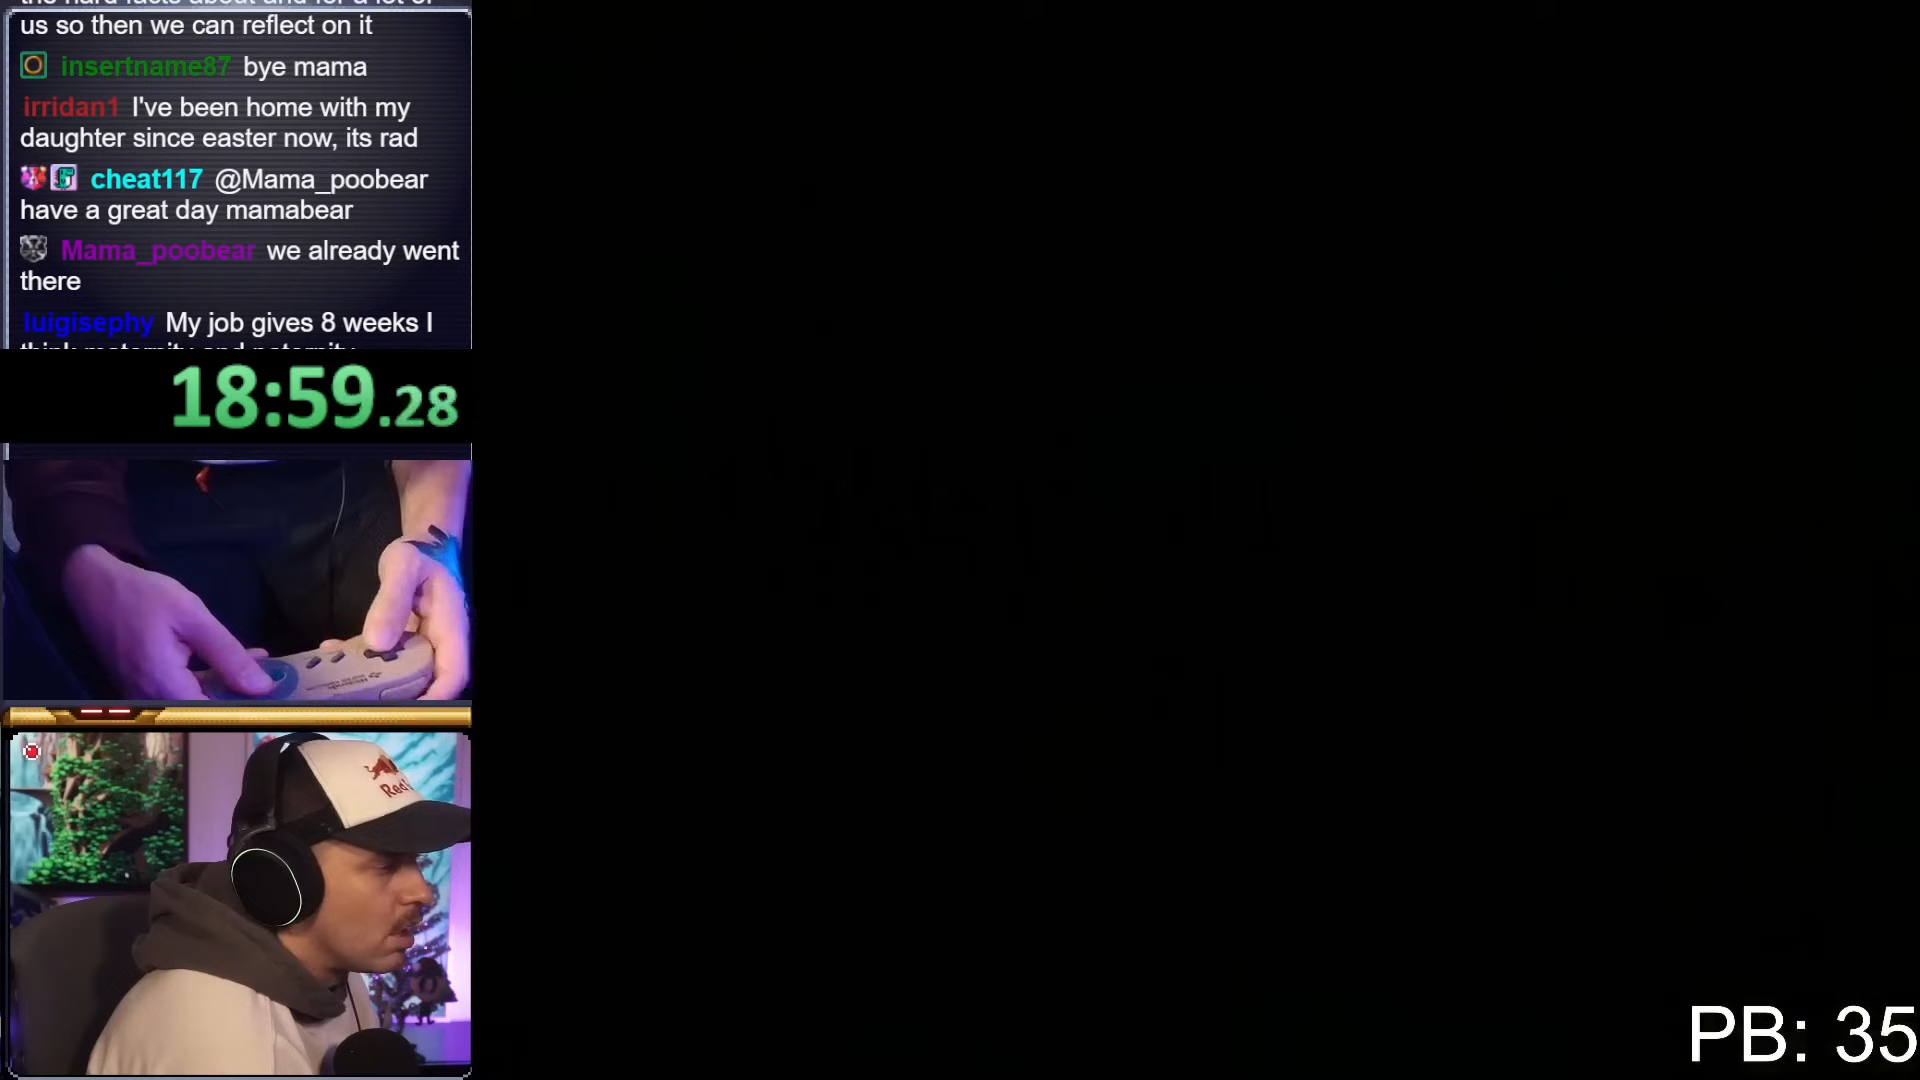 us so then we can reflect on it
insertname87 bye mama
irridan1 I've been home with my
daughter since easter now, its rad
cheat117 @Mama_poobear
have a great day mamabear
Mama_poobear we already went
there
luigisephy My job gives 8 weeks I
18:59.28
Red
PB: 35